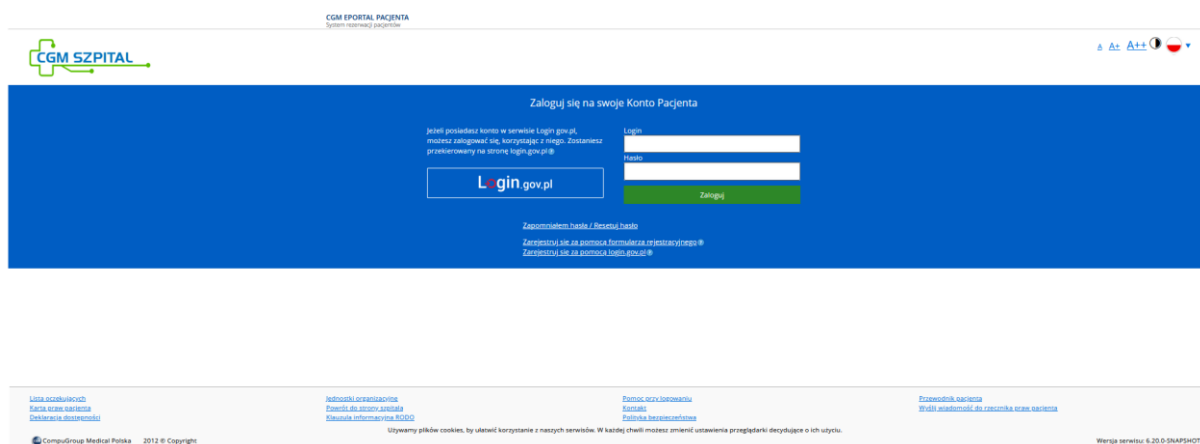 CGM EPORTAL PACJENTA
System rezerwacji pacjentów
CGM SZPITAL
A A+ A++
Zaloguj się na swoje Konto Pacjenta
Jeżeli posiadasz konto w serwisie Login gov.pl,
możesz zalogować się, korzystając z niego. Zostaniesz
przekierowany na stronę login.gov.pl
Login.gov.pl
Login
Hasło
Zaloguj
Zapomniałem hasła / Resetuj hasło
Zarejestruj się za pomocą formularza rejestracyjnego
Zarejestruj się za pomocą login.gov.pl
Lista oczekujących
Karta praw pacjenta
Deklaracja dostępności
Jednostki organizacyjne
Powrót do strony szpitala
Klauzula informacyjna RODO
Pomoc przy logowaniu
Kontakt
Polityka bezpieczeństwa
Przewodnik pacjenta
Wyślij wiadomość do rzecznika praw pacjenta
Używamy plików cookies, by ułatwić korzystanie z naszych serwisów. W każdej chwili możesz zmienić ustawienia przeglądarki decydujące o ich użyciu.
CompuGroup Medical Polska 2012 © Copyright
Wersja serwisu: 6.20.0-SNAPSHOT